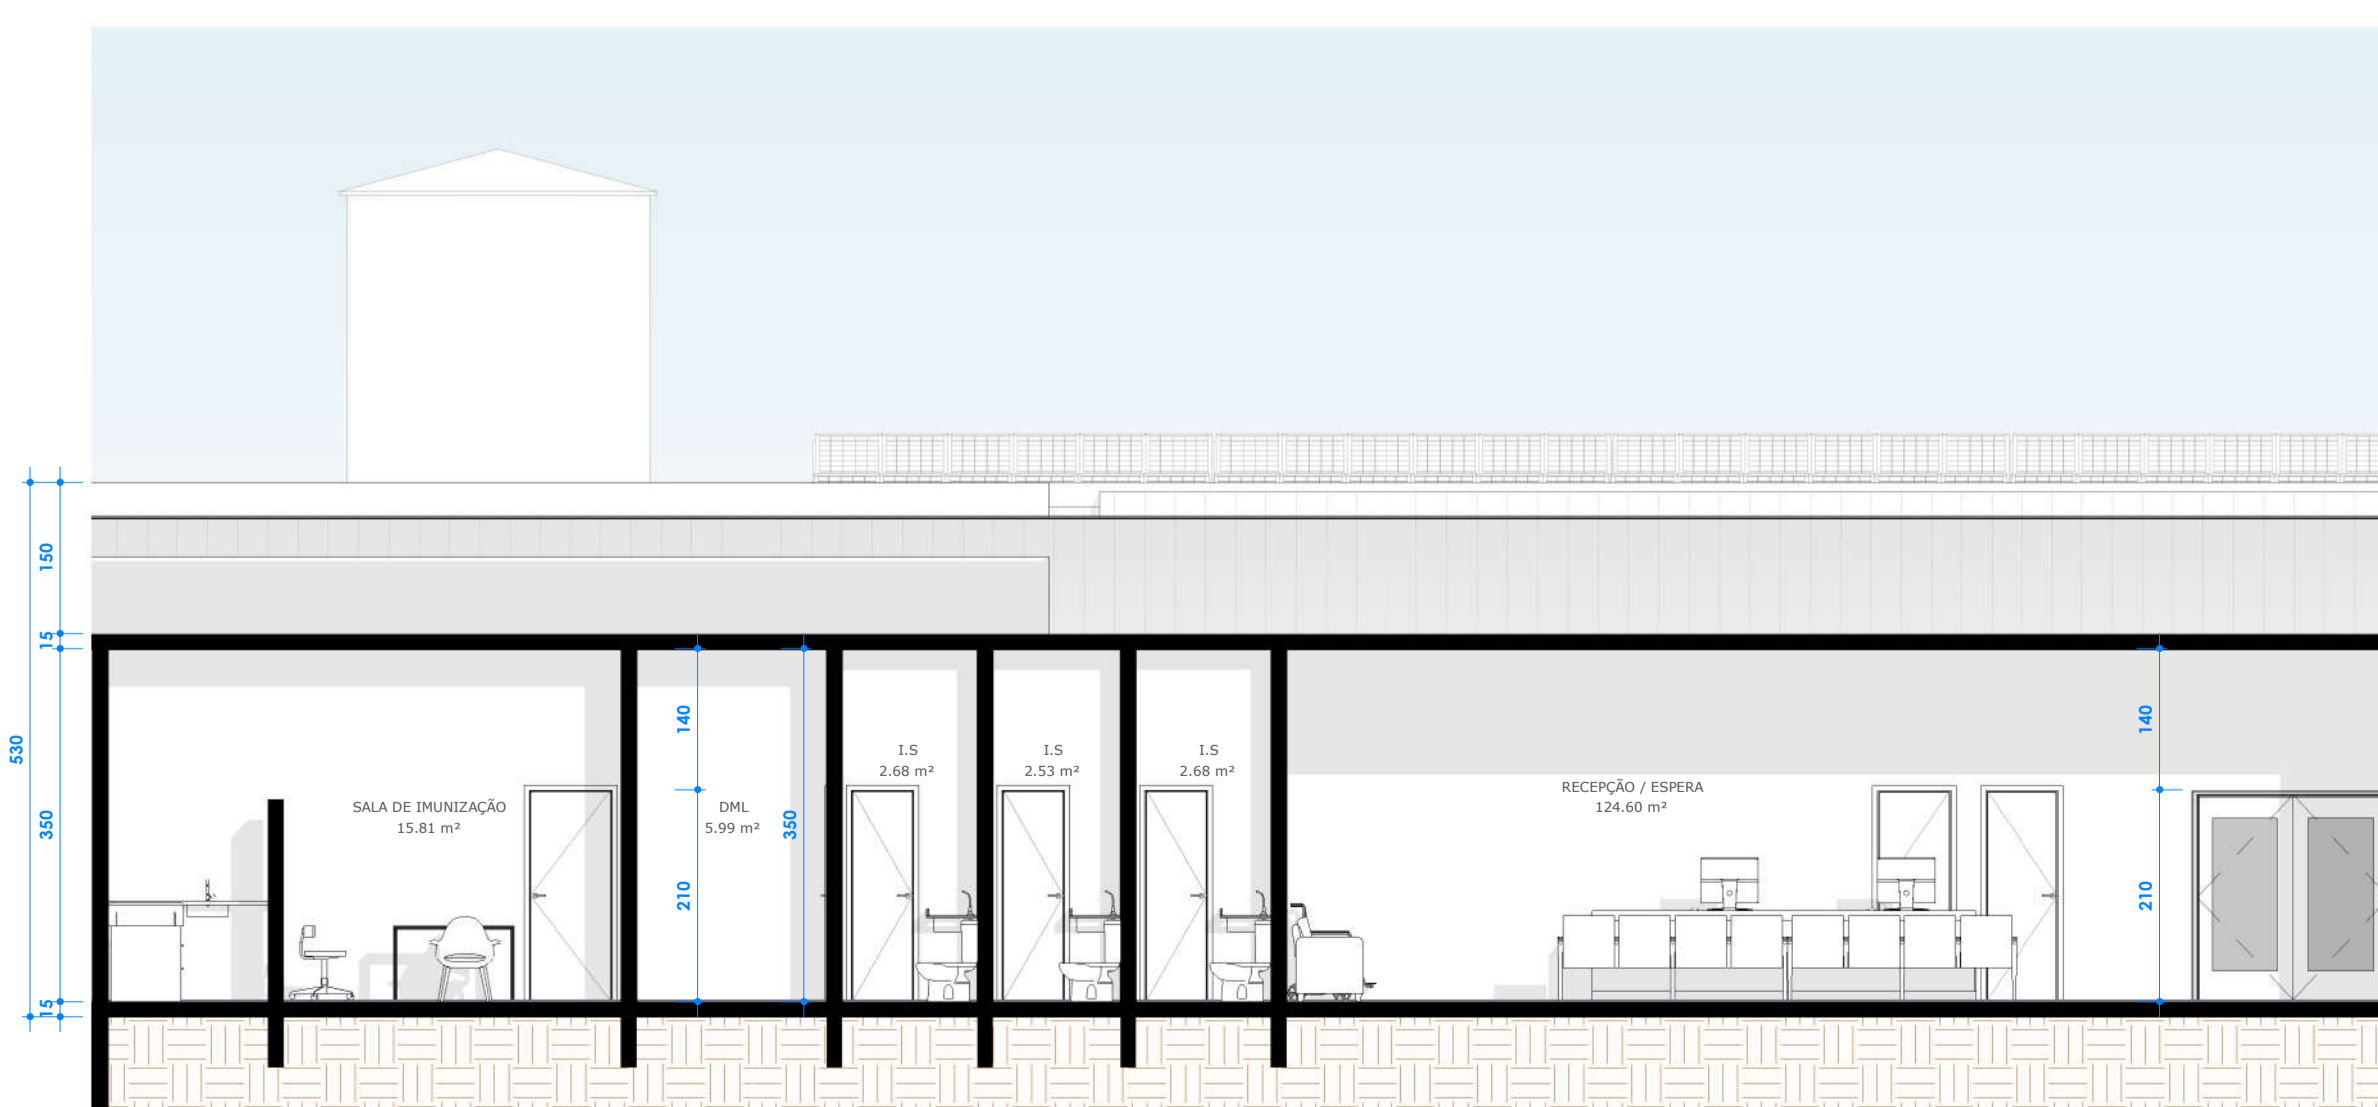 530
150
15
350
15
SALA DE IMUNIZAÇÃO
15.81 m²
140
210
DML
5.99 m²
350
I.S
2.68 m²
I.S
2.53 m²
I.S
2.68 m²
RECEPÇÃO / ESPERA
124.60 m²
140
210